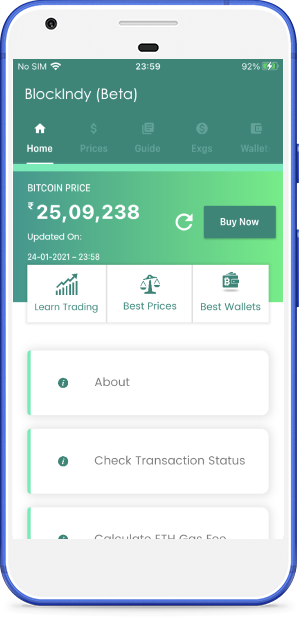 No SIM 23:59 92%
BlockIndy (Beta)
Home Prices Guide Exgs Wallet
BITCOIN PRICE
₹25,09,238
Buy Now
Updated On:
24-01-2021 – 23:58
Learn Trading Best Prices Best Wallets
About
Check Transaction Status
Calculate ETH Gas Fee